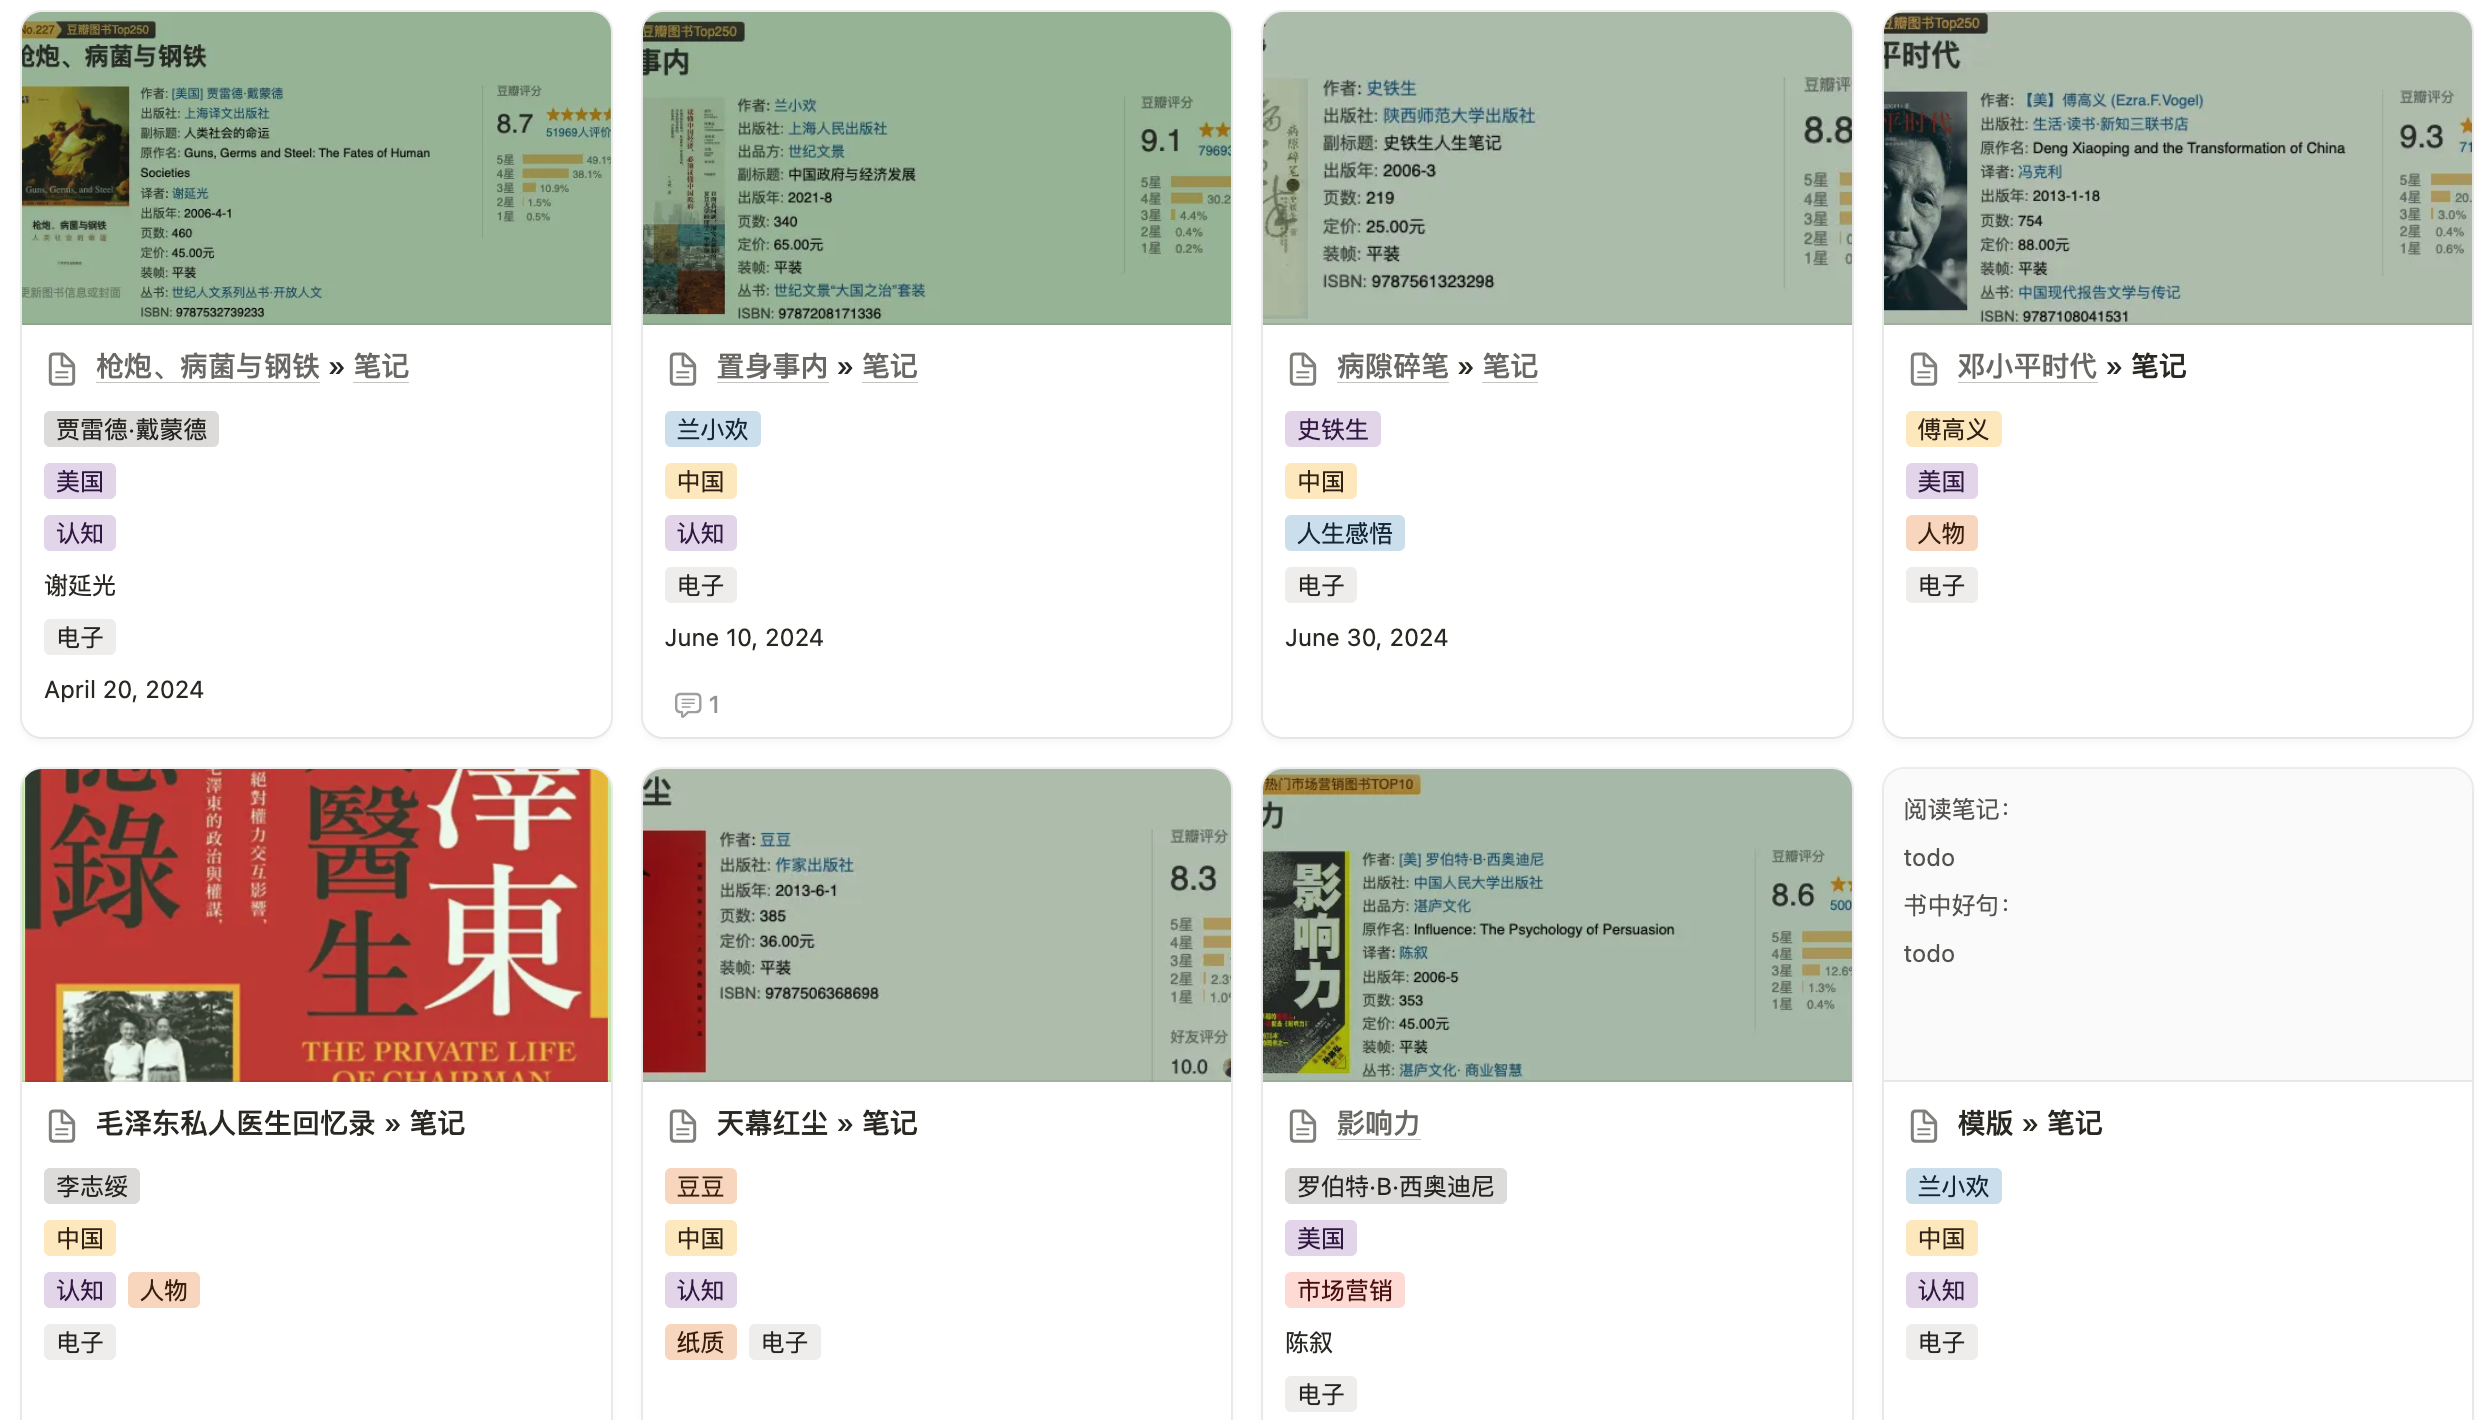 No.227 豆瓣图书Top250
枪炮、病菌与钢铁
作者: [美国] 贾雷德·戴蒙德
出版社: 上海译文出版社
副标题: 人类社会的命运
原作名: Guns, Germs and Steel: The Fates of Human
Societies
译者: 谢延光
出版年: 2006-4-1
页数: 460
定价: 45.00元
装帧: 平装
丛书: 世纪人文系列丛书·开放人文
ISBN: 9787532739233
Guns, Germs, and Steel
枪炮、病菌与钢铁
人类社会的命运
更新图书信息或封面
豆瓣评分
8.7
51969人评价
5星 49.1%
4星 38.1%
3星 10.9%
2星 1.5%
1星 0.5%
枪炮、病菌与钢铁 » 笔记
贾雷德·戴蒙德
美国
认知
谢延光
电子
April 20, 2024
豆瓣图书Top250
事内
作者: 兰小欢
出版社: 上海人民出版社
出品方: 世纪文景
副标题: 中国政府与经济发展
出版年: 2021-8
页数: 340
定价: 65.00元
装帧: 平装
丛书: 世纪文景“大国之治”套装
ISBN: 9787208171336
豆瓣评分
9.1
79693
5星
4星 30.2
3星 4.4%
2星 0.4%
1星 0.2%
置身事内 » 笔记
兰小欢
中国
认知
电子
June 10, 2024
1
作者: 史铁生
出版社: 陕西师范大学出版社
副标题: 史铁生人生笔记
出版年: 2006-3
页数: 219
定价: 25.00元
装帧: 平装
ISBN: 9787561323298
病隙碎笔
豆瓣评
8.8
5星
4星
3星
2星 0
1星 0
病隙碎笔 » 笔记
史铁生
中国
人生感悟
电子
June 30, 2024
豆瓣图书Top250
平时代
平时代
作者: 【美】傅高义 (Ezra.F.Vogel)
出版社: 生活·读书·新知三联书店
原作名: Deng Xiaoping and the Transformation of China
译者: 冯克利
出版年: 2013-1-18
页数: 754
定价: 88.00元
装帧: 平装
丛书: 中国现代报告文学与传记
ISBN: 9787108041531
豆瓣评分
9.3
71
5星
4星 20.
3星 3.0%
2星 0.4%
1星 0.6%
邓小平时代 » 笔记
傅高义
美国
人物
电子
澤東
醫生
憶錄
絕對權力交互影響、
毛澤東的政治與權謀、
THE PRIVATE LIFE
OF CHAIRMAN
毛泽东私人医生回忆录 » 笔记
李志绥
中国
认知 人物
电子
尘
作者: 豆豆
出版社: 作家出版社
出版年: 2013-6-1
页数: 385
定价: 36.00元
装帧: 平装
ISBN: 9787506368698
豆瓣评分
8.3
5星
4星
3星
2星 2.3
1星 1.0
好友评分
10.0
天幕红尘 » 笔记
豆豆
中国
认知
纸质 电子
热门市场营销图书TOP10
力
影响力
作者: [美] 罗伯特·B·西奥迪尼
出版社: 中国人民大学出版社
出品方: 湛庐文化
原作名: Influence: The Psychology of Persuasion
译者: 陈叙
出版年: 2006-5
页数: 353
定价: 45.00元
装帧: 平装
丛书: 湛庐文化· 商业智慧
豆瓣评分
8.6
500
5星
4星
3星 12.6%
2星 1.3%
1星 0.4%
影响力
罗伯特·B·西奥迪尼
美国
市场营销
陈叙
电子
阅读笔记：
todo
书中好句：
todo
模版 » 笔记
兰小欢
中国
认知
电子